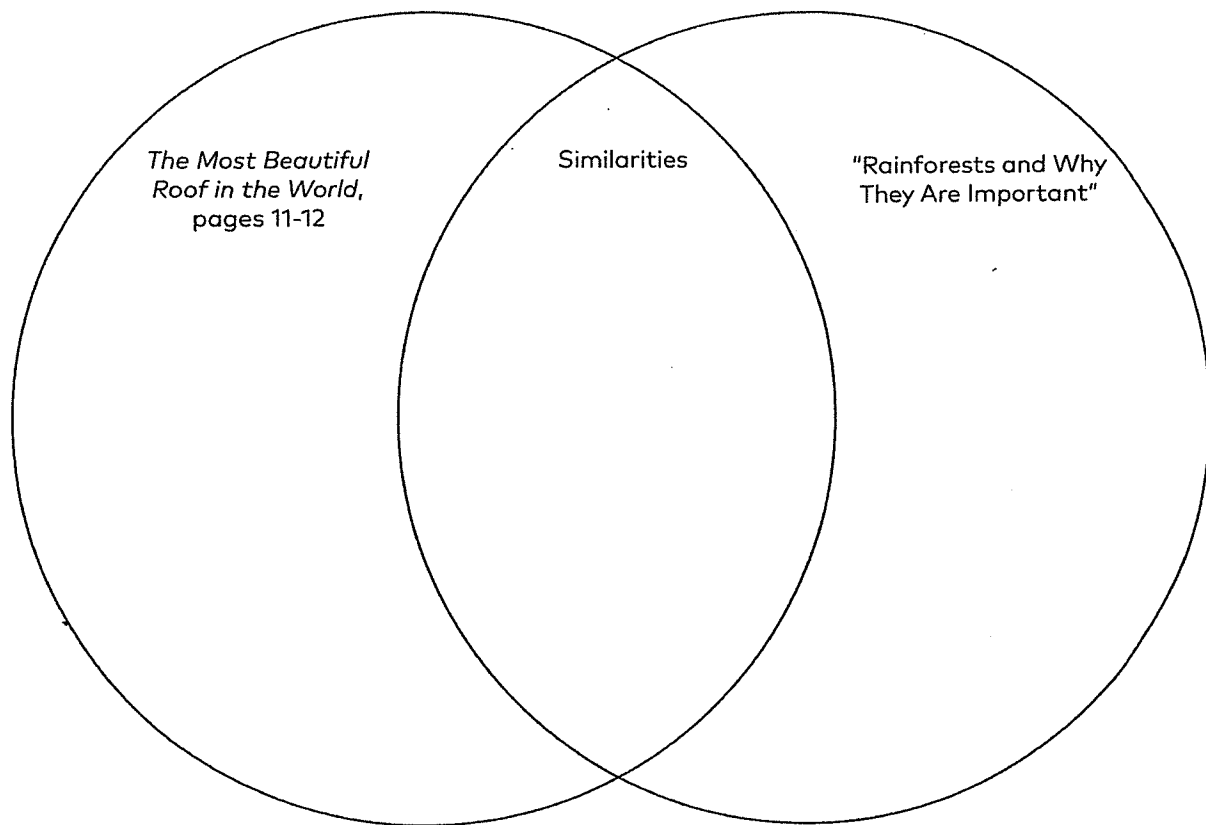 The Most Beautiful
Roof in the World,
pages 11-12
Similarities
"Rainforests and Why
They Are Important"